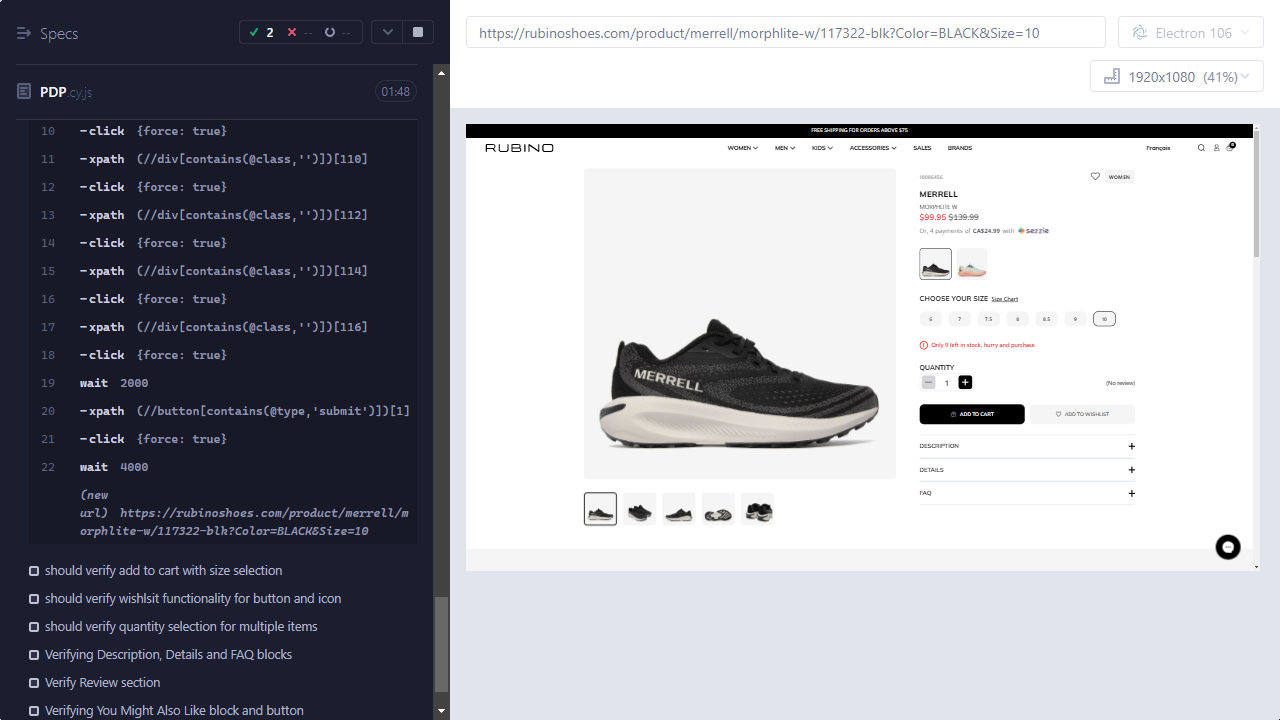 Specs
2
--
--
PDP.cy.js
01:48
10 -click {force: true}
11 -xpath (//div[contains(@class,'')])[110]
12 -click {force: true}
13 -xpath (//div[contains(@class,'')])[112]
14 -click {force: true}
15 -xpath (//div[contains(@class,'')])[114]
16 -click {force: true}
17 -xpath (//div[contains(@class,'')])[116]
18 -click {force: true}
19 wait 2000
20 -xpath (//button[contains(@type,'submit')])[1]
21 -click {force: true}
22 wait 4000
(new
url) https://rubinoshoes.com/product/merrell/m
orphlite-w/117322-blk?Color=BLACK&Size=10
should verify add to cart with size selection
should verify wishlsit functionality for button and icon
should verify quantity selection for multiple items
Verifying Description, Details and FAQ blocks
Verify Review section
Verifying You Might Also Like block and button
https://rubinoshoes.com/product/merrell/morphlite-w/117322-blk?Color=BLACK&Size=10
Electron 106
1920x1080 (41%)
FREE SHIPPING FOR ORDERS ABOVE $75
RUBINO
WOMEN MEN KIDS ACCESSORIES SALES BRANDS
Français
WOMEN
MERRELL
MORPHLITE W
$99.95 $139.99
Or, 4 payments of CA$24.99 with sezzle
CHOOSE YOUR SIZE Size Chart
6 7 7.5 8 8.5 9 10
Only 9 left in stock, hurry and purchase
QUANTITY
1
(No review)
ADD TO CART
ADD TO WISHLIST
DESCRIPTION
DETAILS
FAQ
MERRELL